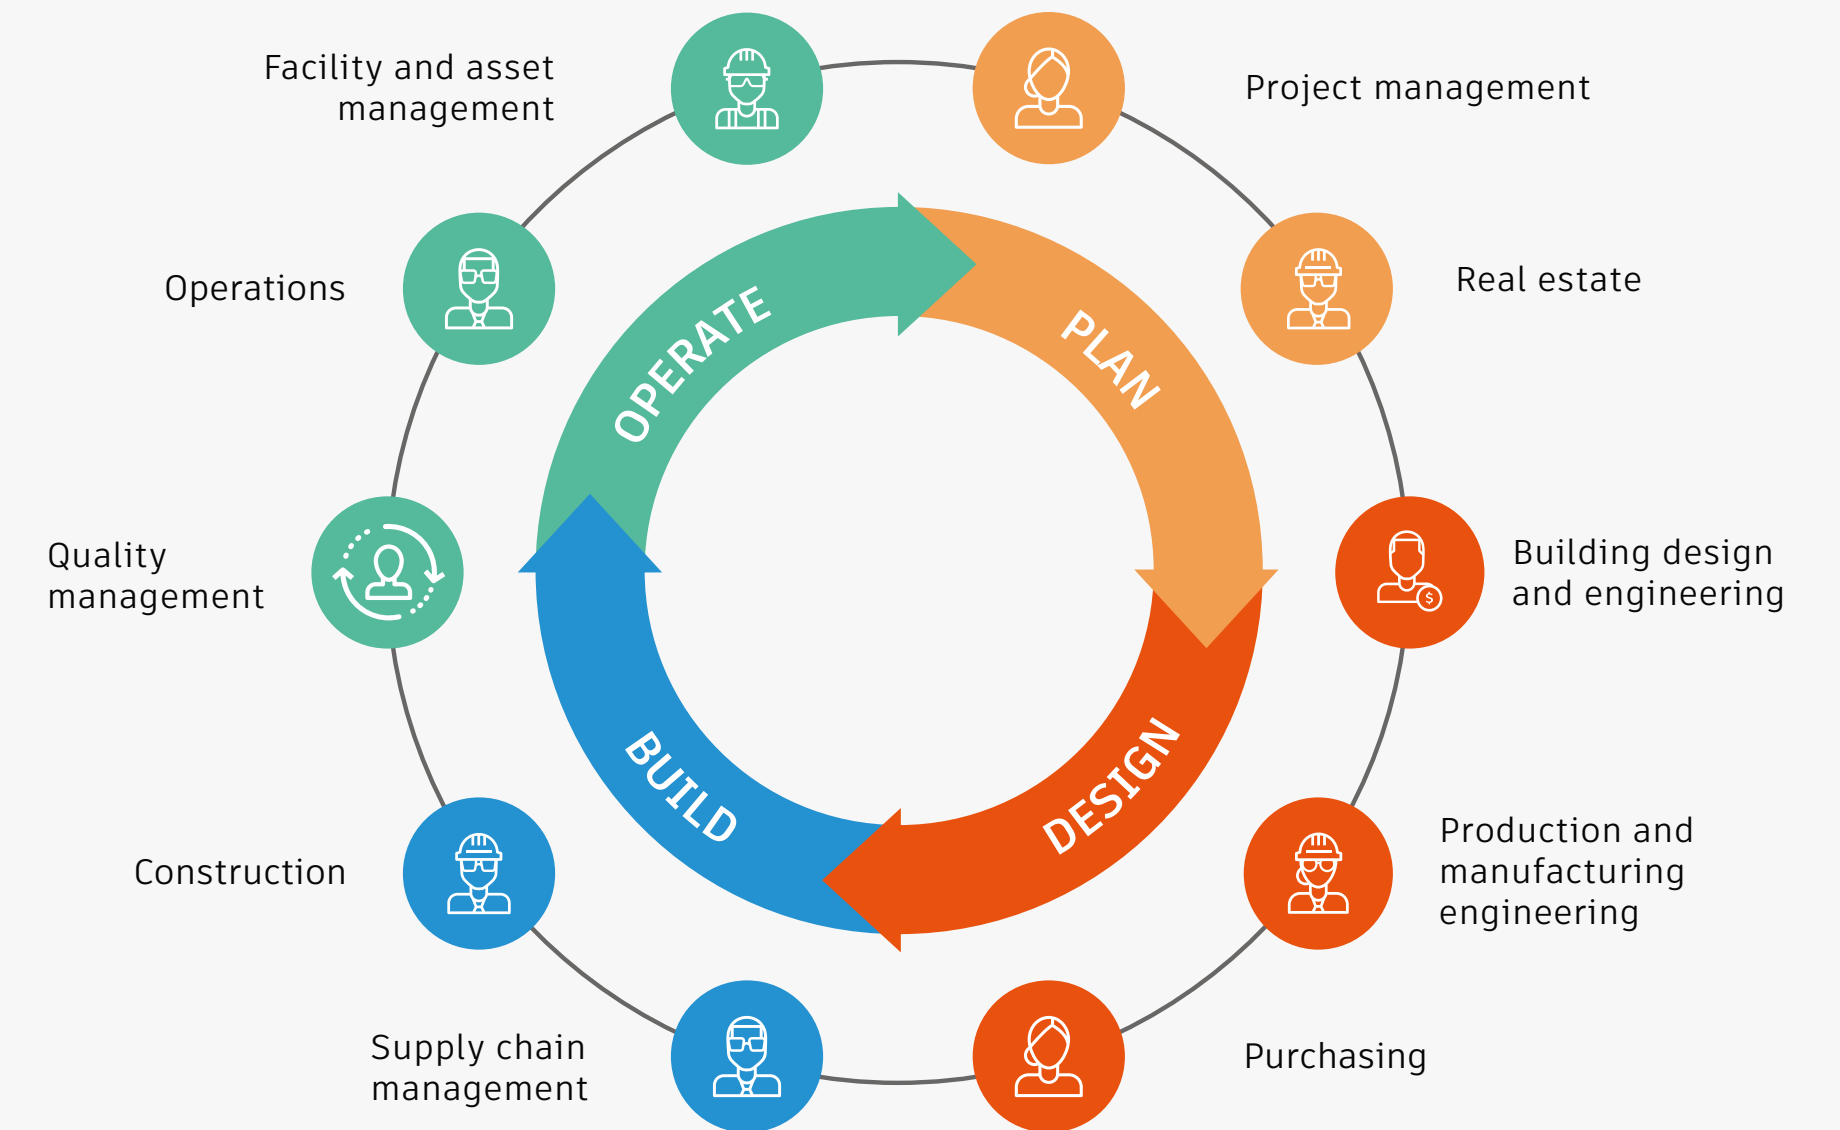 Facility and asset
management
Project management
Operations
Real estate
OPERATE
PLAN
Quality
management
Building design
and engineering
$
BUILD
DESIGN
Construction
Production and
manufacturing
engineering
Supply chain
management
Purchasing